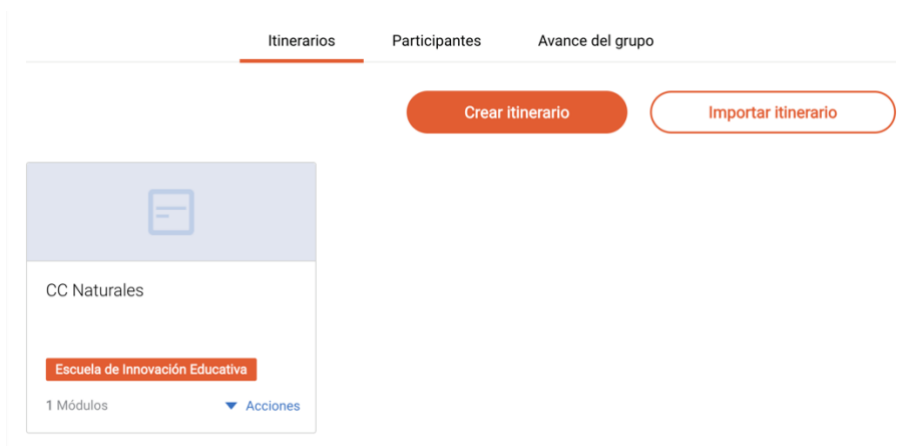 Itinerarios Participantes Avance del grupo
Crear itinerario Importar itinerario
CC Naturales
Escuela de Innovación Educativa
1 Módulos Acciones